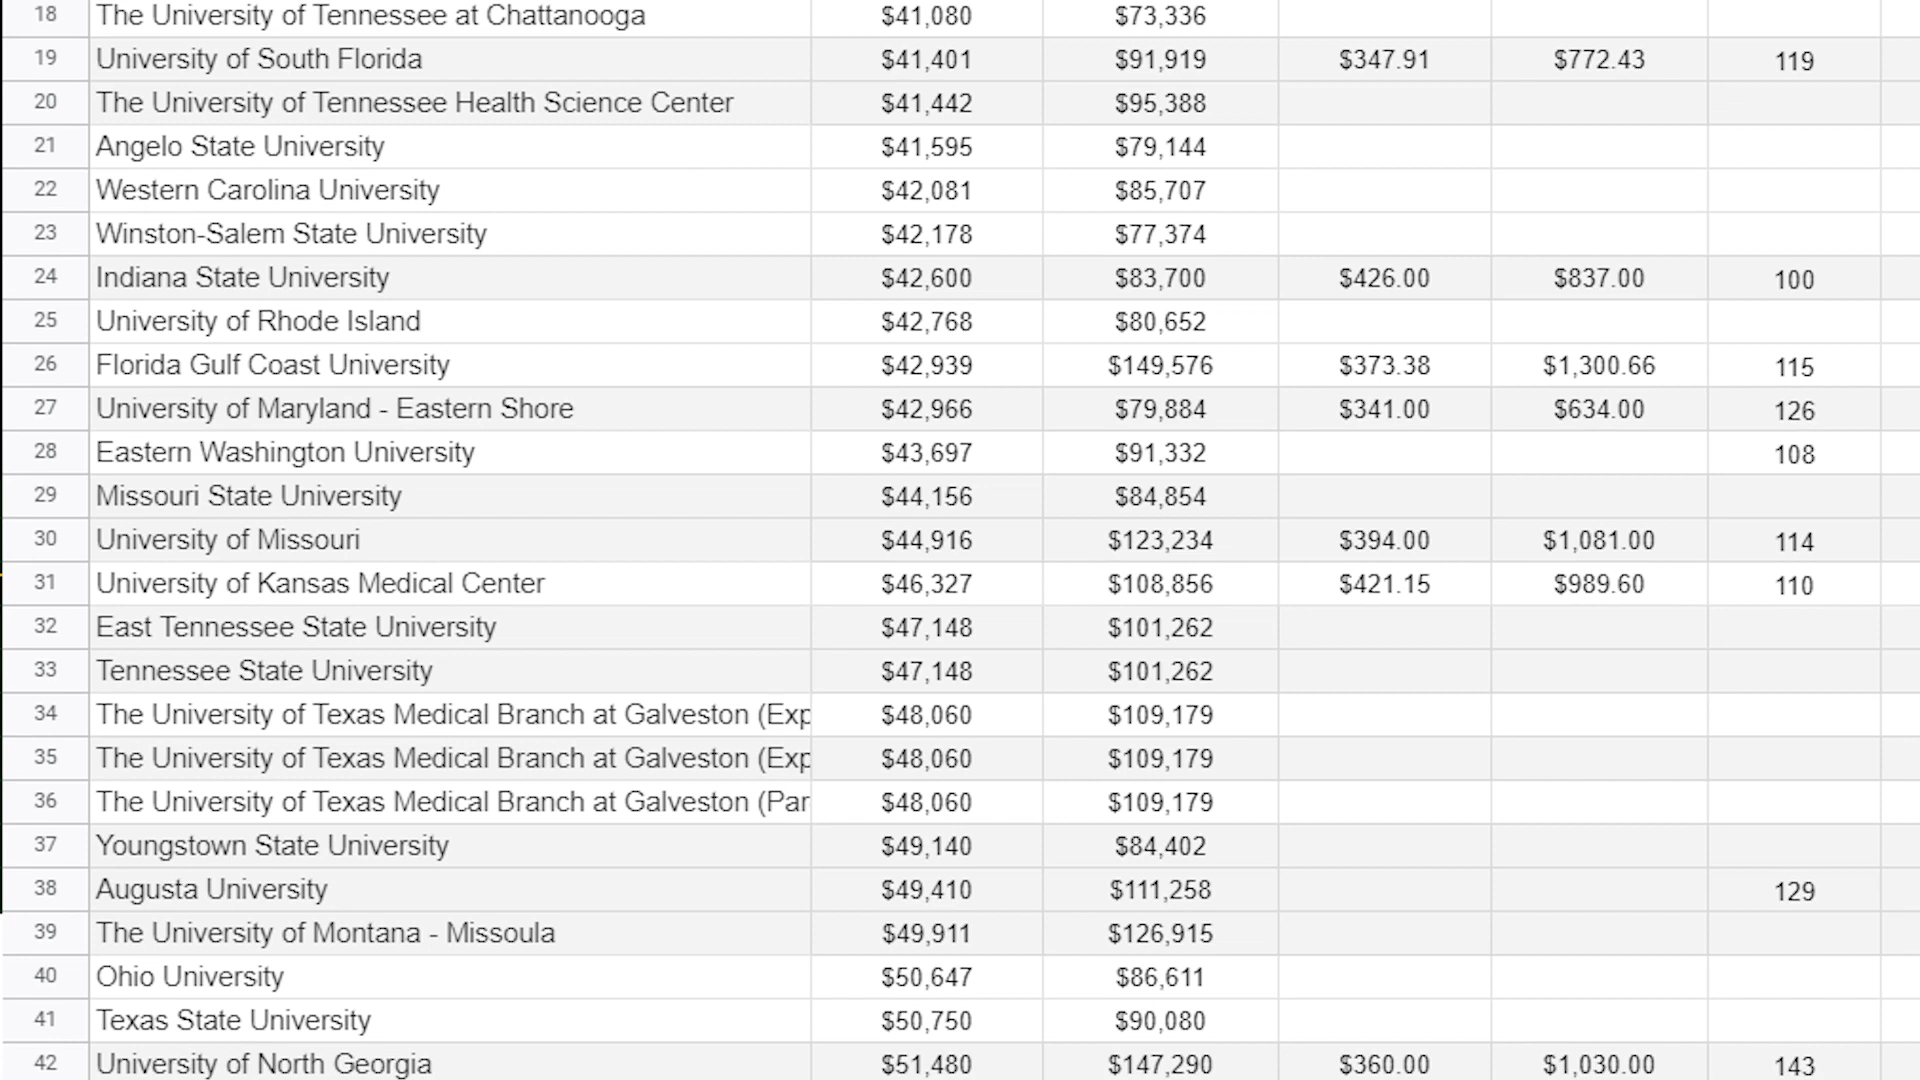 18 The University of Tennessee at Chattanooga $41,080 $73,336
19 University of South Florida $41,401 $91,919 $347.91 $772.43 119
20 The University of Tennessee Health Science Center $41,442 $95,388
21 Angelo State University $41,595 $79,144
22 Western Carolina University $42,081 $85,707
23 Winston-Salem State University $42,178 $77,374
24 Indiana State University $42,600 $83,700 $426.00 $837.00 100
25 University of Rhode Island $42,768 $80,652
26 Florida Gulf Coast University $42,939 $149,576 $373.38 $1,300.66 115
27 University of Maryland - Eastern Shore $42,966 $79,884 $341.00 $634.00 126
28 Eastern Washington University $43,697 $91,332 108
29 Missouri State University $44,156 $84,854
30 University of Missouri $44,916 $123,234 $394.00 $1,081.00 114
31 University of Kansas Medical Center $46,327 $108,856 $421.15 $989.60 110
32 East Tennessee State University $47,148 $101,262
33 Tennessee State University $47,148 $101,262
34 The University of Texas Medical Branch at Galveston (Exp $48,060 $109,179
35 The University of Texas Medical Branch at Galveston (Exp $48,060 $109,179
36 The University of Texas Medical Branch at Galveston (Par $48,060 $109,179
37 Youngstown State University $49,140 $84,402
38 Augusta University $49,410 $111,258 129
39 The University of Montana - Missoula $49,911 $126,915
40 Ohio University $50,647 $86,611
41 Texas State University $50,750 $90,080
42 University of North Georgia $51,480 $147,290 $360.00 $1,030.00 143